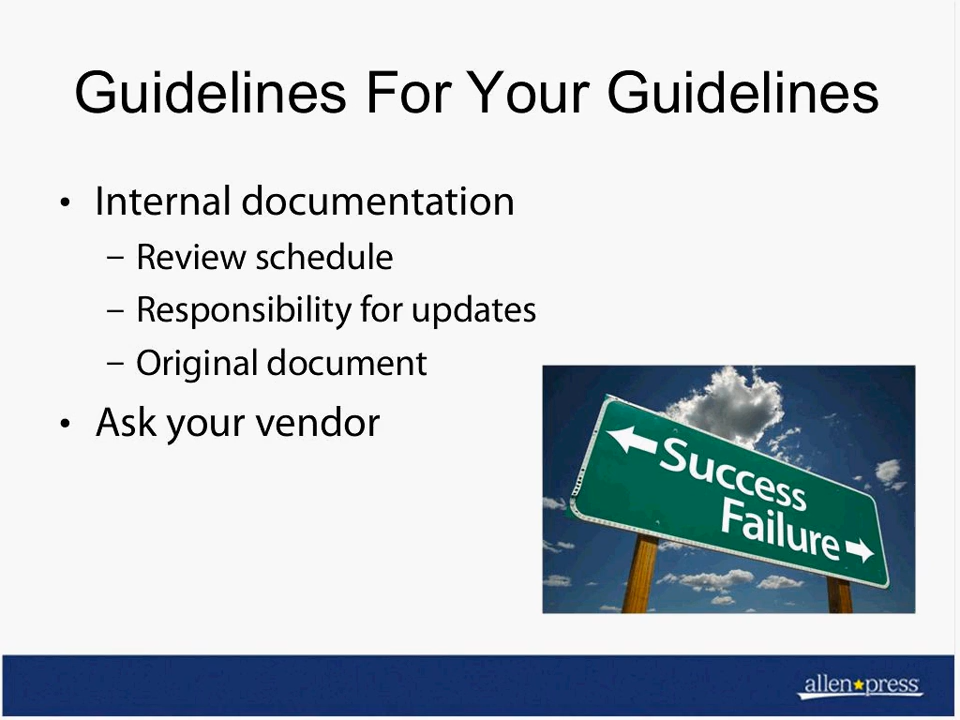 Guidelines For Your Guidelines
• Internal documentation
– Review schedule
– Responsibility for updates
– Original document
• Ask your vendor
Success
Failure
allen press